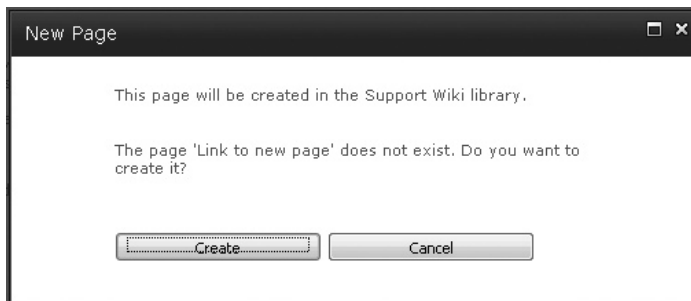 New Page
This page will be created in the Support Wiki library.
The page 'Link to new page' does not exist. Do you want to
create it?
Create
Cancel